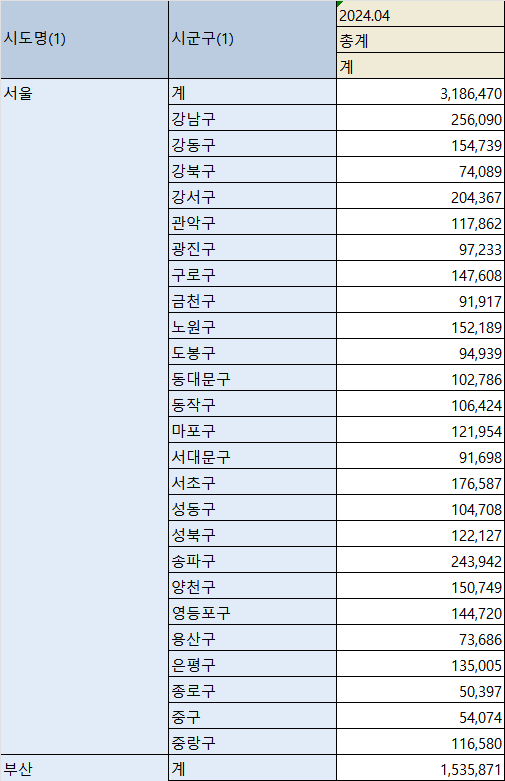 시도명(1) 시군구(1) 2024.04
총계
계
서울 계 3,186,470
강남구 256,090
강동구 154,739
강북구 74,089
강서구 204,367
관악구 117,862
광진구 97,233
구로구 147,608
금천구 91,917
노원구 152,189
도봉구 94,939
동대문구 102,786
동작구 106,424
마포구 121,954
서대문구 91,698
서초구 176,587
성동구 104,708
성북구 122,127
송파구 243,942
양천구 150,749
영등포구 144,720
용산구 73,686
은평구 135,005
종로구 50,397
중구 54,074
중랑구 116,580
부산 계 1,535,871